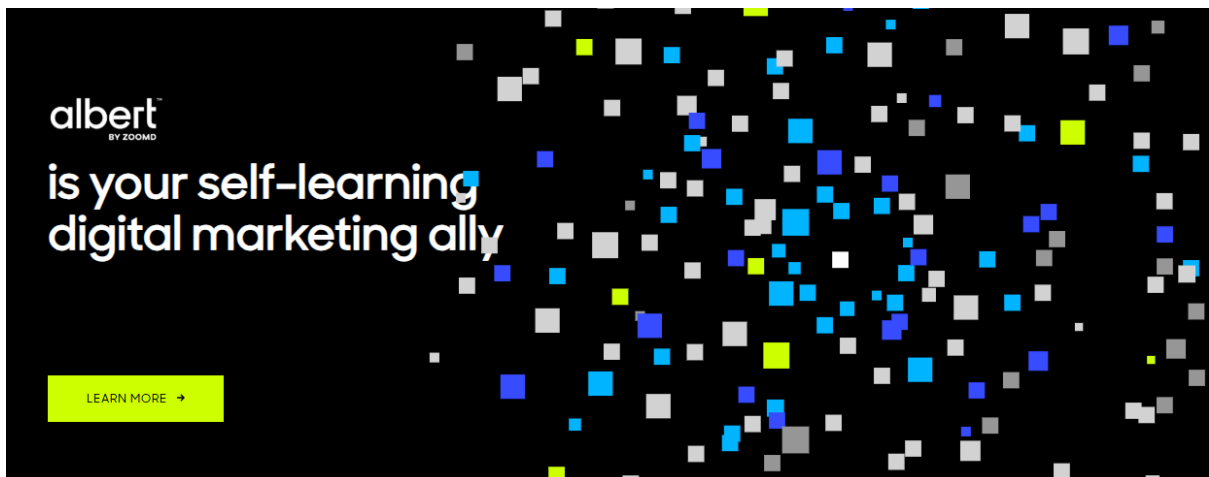 albert™
BY ZOOMD
is your self-learning
digital marketing ally
LEARN MORE →